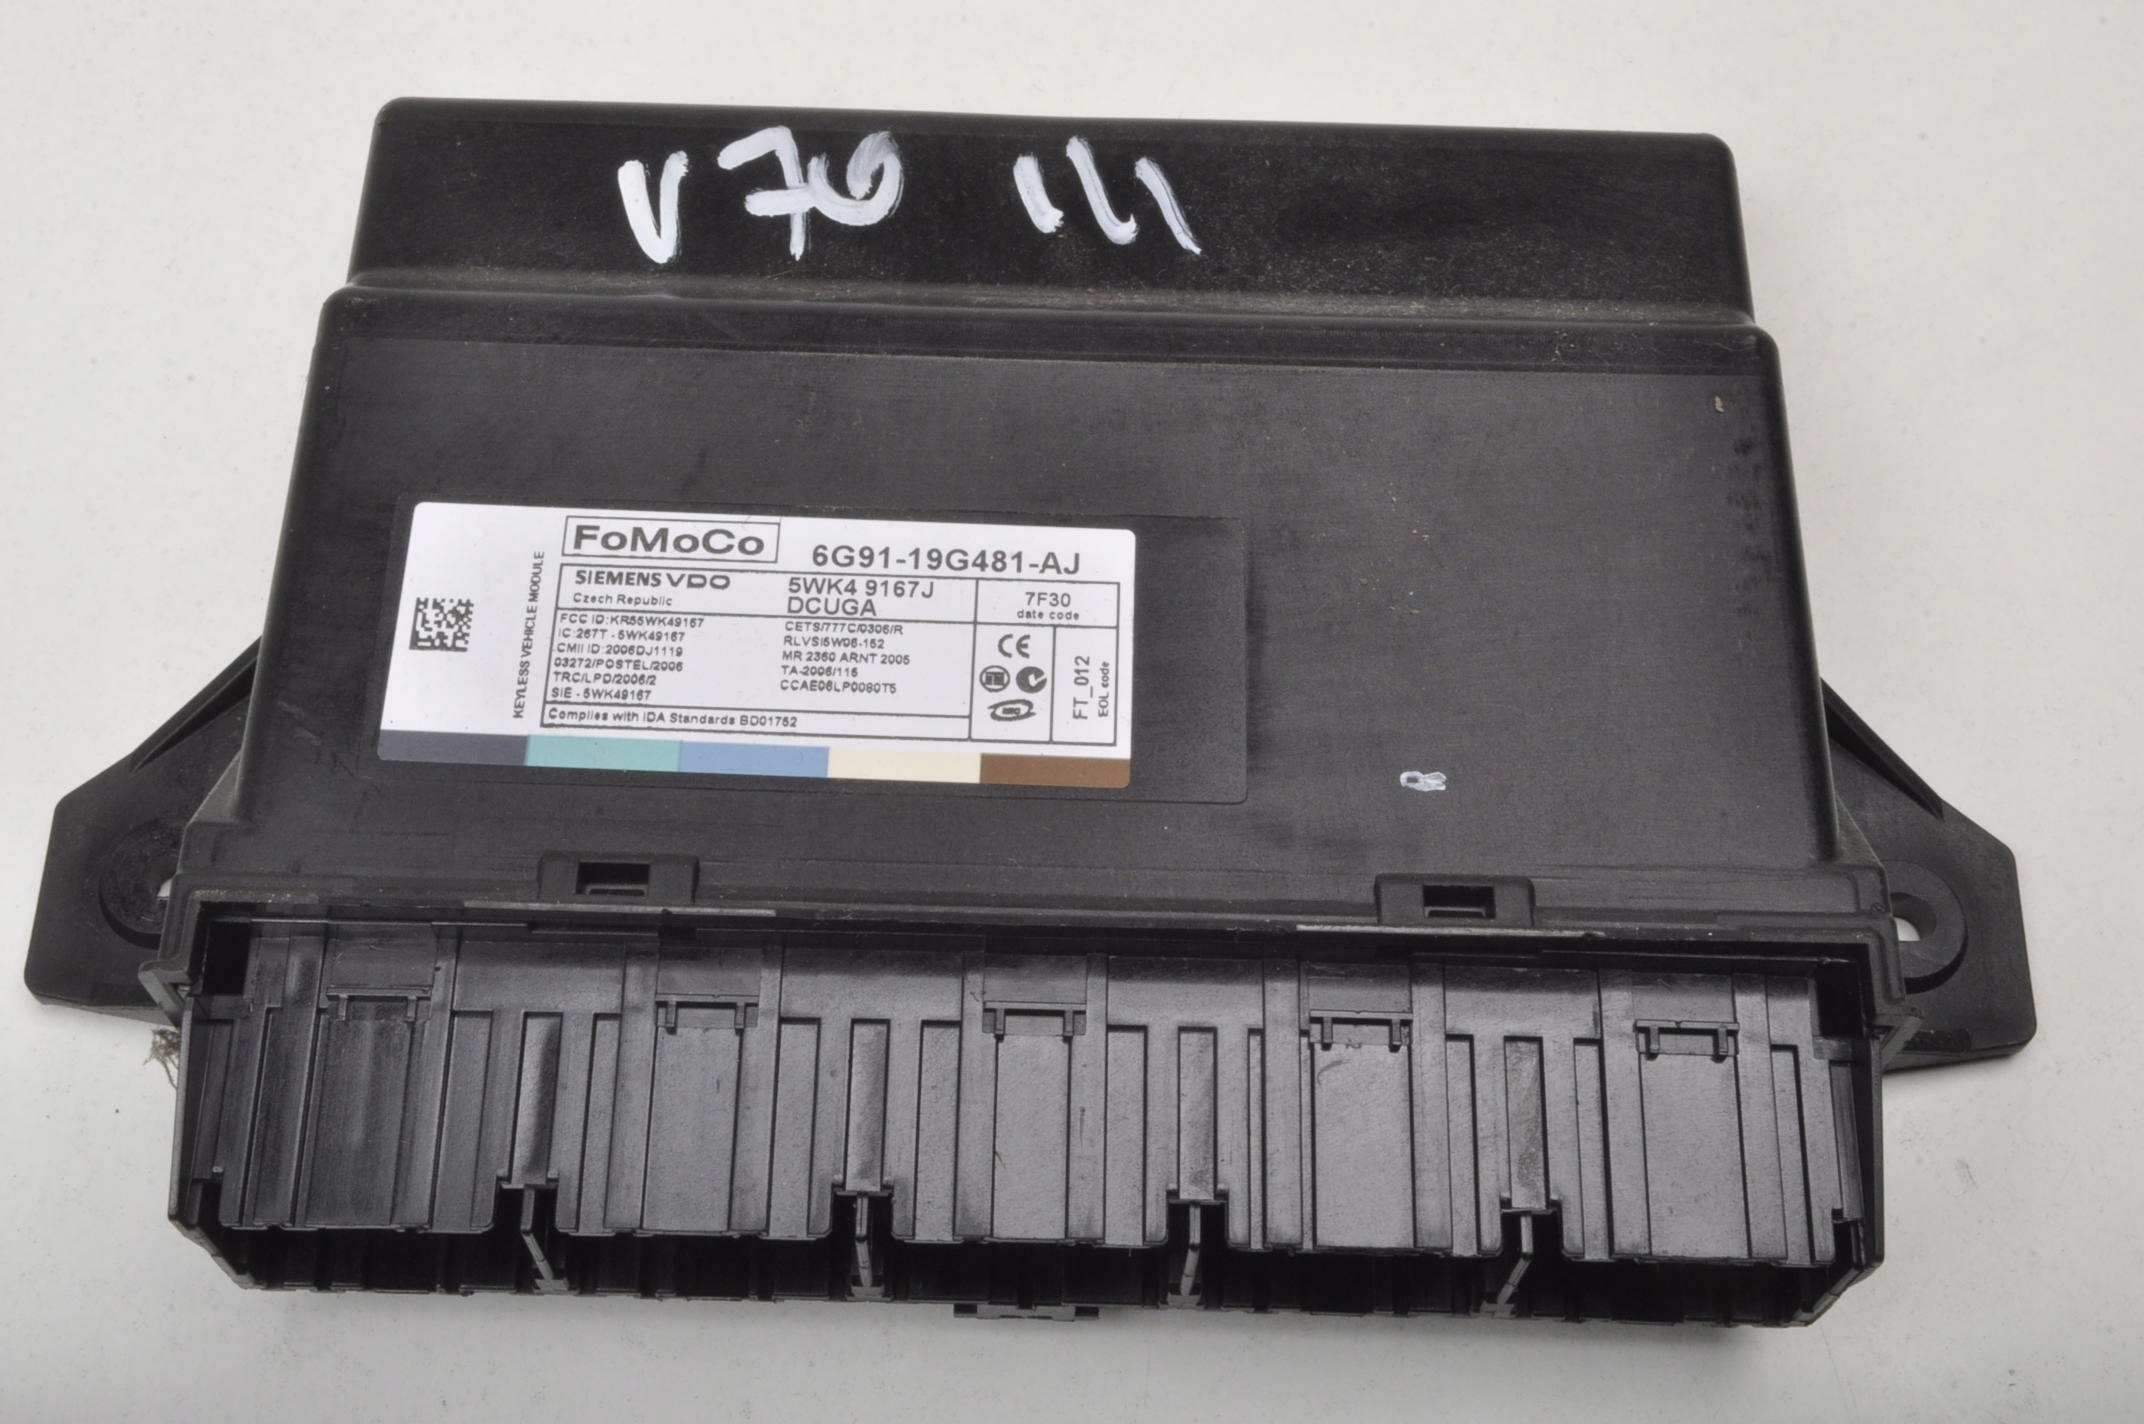 V70 III
FoMoCo
6G91-19G481-AJ
KEYLESS VEHICLE MODULE
SIEMENS VDO
Czech Republic
5WK4 9167J
DCUGA
7F30
date code
FCC ID:KR55WK49167
IC:267T - 5WK49167
CMII ID:2006DJ1119
03272/POSTEL/2006
TRC/LPD/2006/2
SIE - 5WK49167
CETS/777C/0306/R
RLVSI5W06-152
MR 2360 ARNT 2005
TA-2006/115
CCAE06LP0080T5
Complies with IDA Standards BD01752
CE
FT_012
EOL code